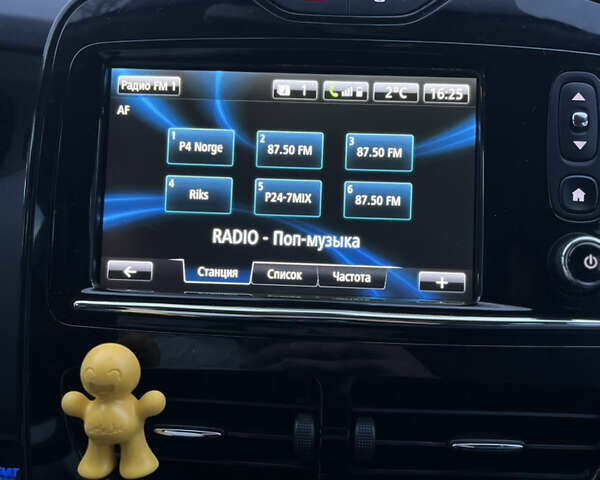 Радио FM 1
1
2°C
16:25
AF
1 P4 Norge
2 87.50 FM
3 87.50 FM
4 Riks
5 P24-7MIX
6 87.50 FM
RADIO - Поп-музыка
Станция Список Частота +